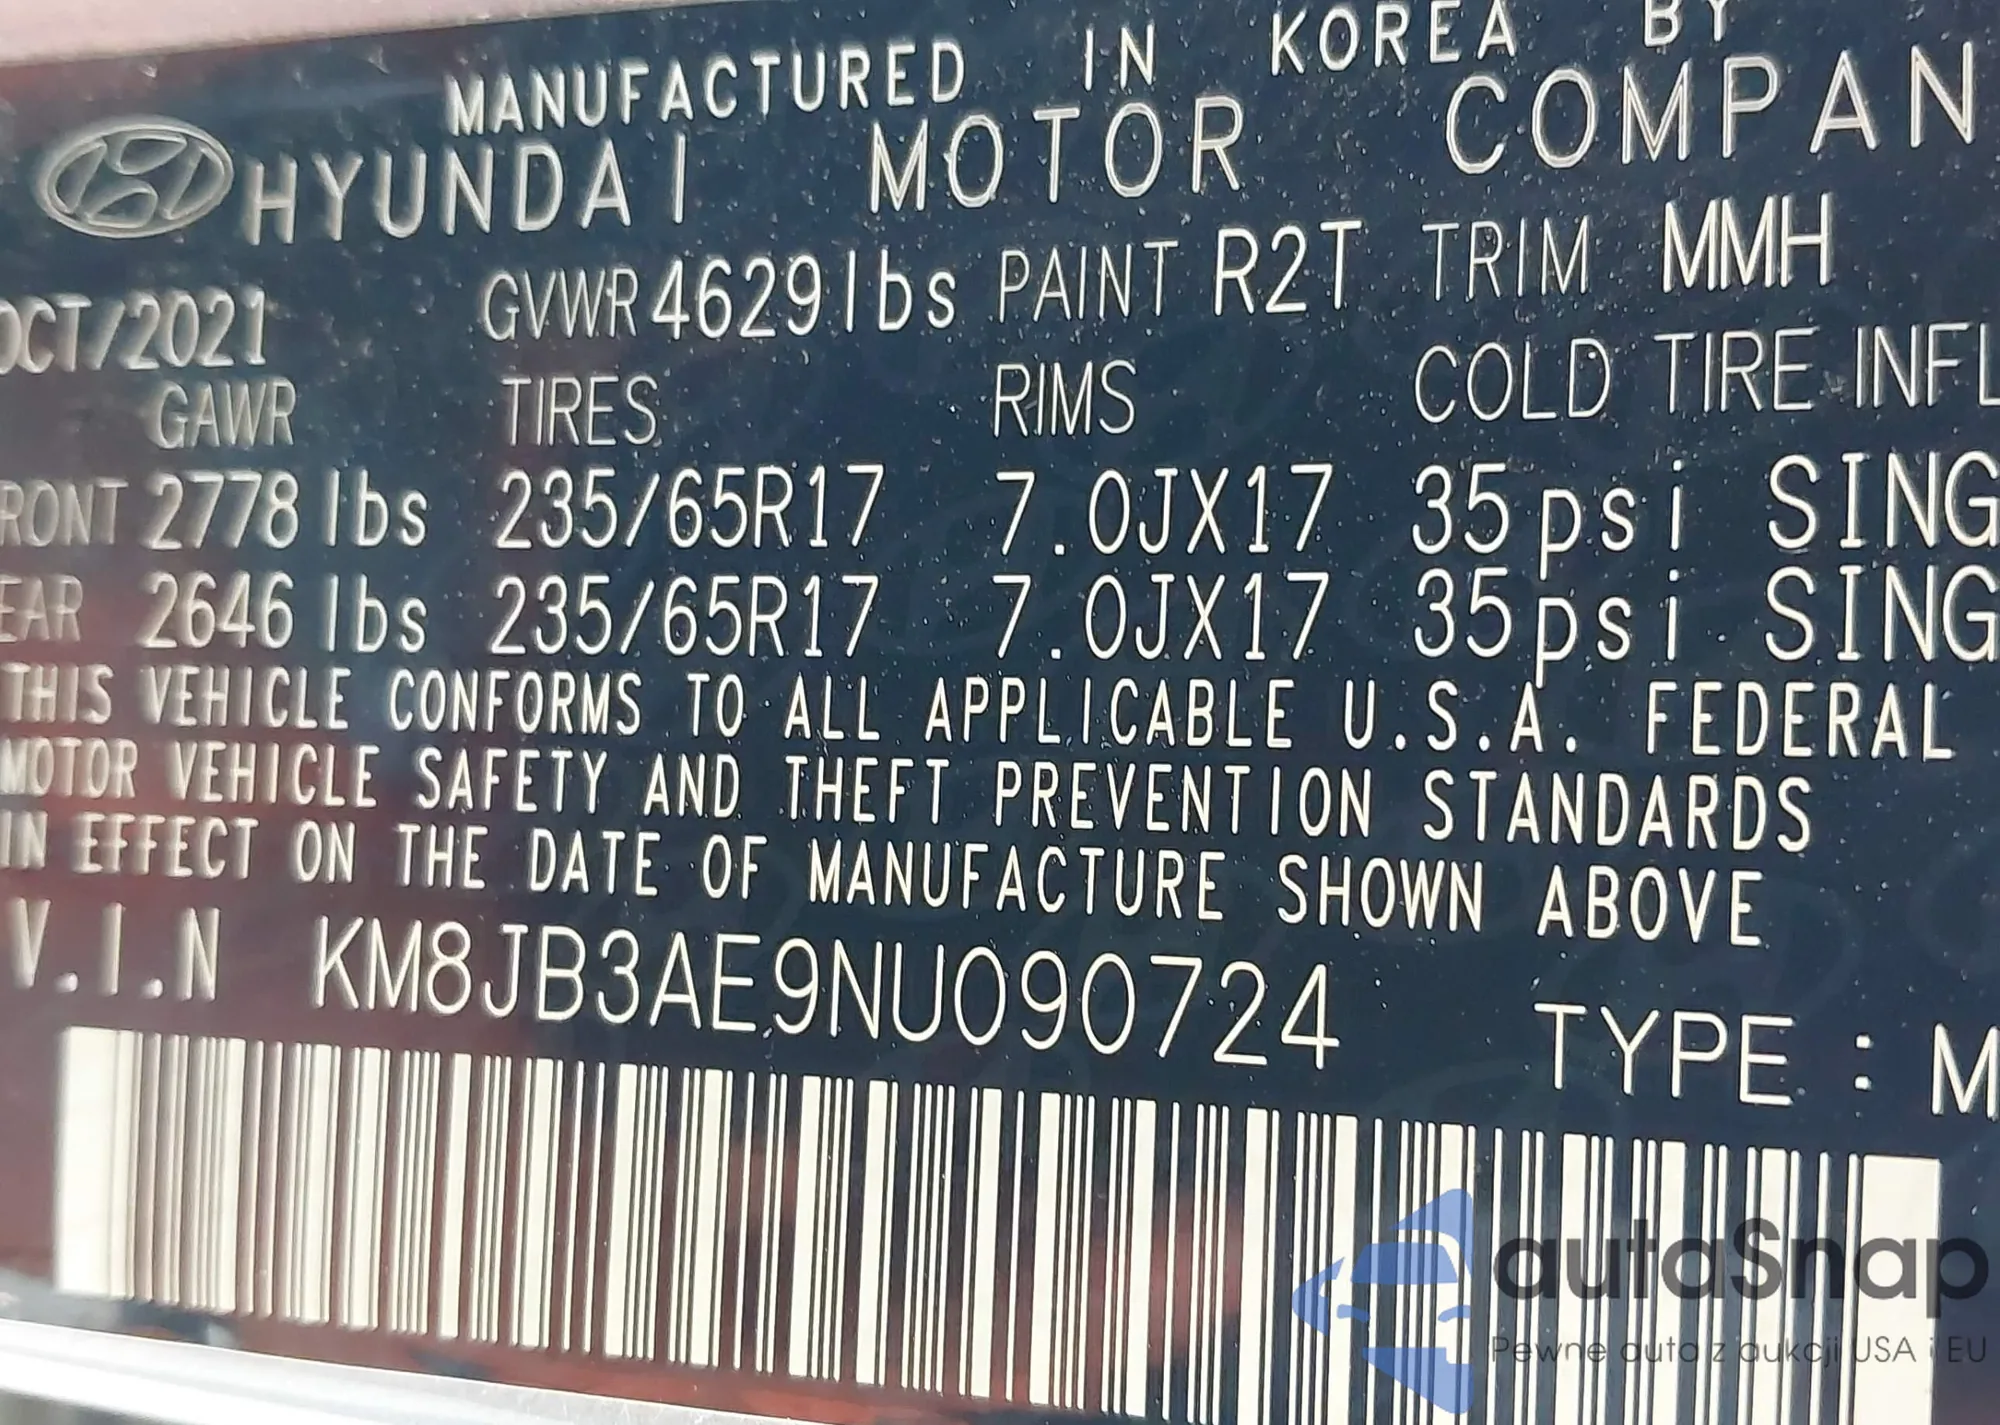 MANUFACTURED IN KOREA BY
HYUNDAI MOTOR COMPAN
OCT/2021 GVWR 4629 lbs PAINT R2T TRIM MMH
GAWR TIRES RIMS COLD TIRE INFL
RONT 2778 lbs 235/65R17 7.0JX17 35psi SING
EAR 2646 lbs 235/65R17 7.0JX17 35psi SING
THIS VEHICLE CONFORMS TO ALL APPLICABLE U.S.A. FEDERAL
MOTOR VEHICLE SAFETY AND THEFT PREVENTION STANDARDS
IN EFFECT ON THE DATE OF MANUFACTURE SHOWN ABOVE
V.I.N KM8JB3AE9NU090724 TYPE : M
autaSnap
Pewne auta z aukcji USA i EU